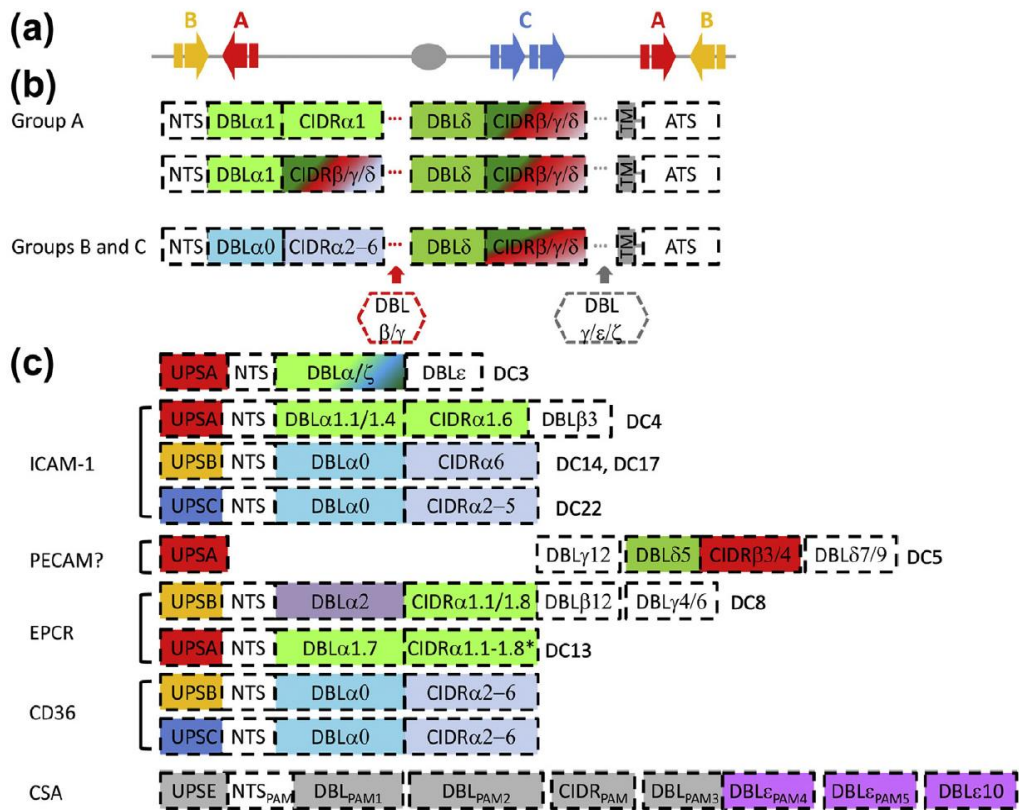 (a)
B A C A B
(b)
Group A NTS DBLα1 CIDRα1 ... DBLδ CIDRβ/γ/δ ... TM ATS
NTS DBLα1 CIDRβ/γ/δ ... DBLδ CIDRβ/γ/δ ... TM ATS
Groups B and C NTS DBLα0 CIDRα2–6 ... DBLδ CIDRβ/γ/δ ... TM ATS
DBL DBL
β/γ γ/ε/ζ
(c)
UPSA NTS DBLα/ζ DBLε DC3
UPSA NTS DBLα1.1/1.4 CIDRα1.6 DBLβ3 DC4
ICAM-1 UPSB NTS DBLα0 CIDRα6 DC14, DC17
UPSC NTS DBLα0 CIDRα2–5 DC22
PECAM? UPSA DBLγ12 DBLδ5 CIDRβ3/4 DBLδ7/9 DC5
UPSB NTS DBLα2 CIDRα1.1/1.8 DBLβ12 DBLγ4/6 DC8
EPCR
UPSA NTS DBLα1.7 CIDRα1.1-1.8* DC13
UPSB NTS DBLα0 CIDRα2–6
CD36
UPSC NTS DBLα0 CIDRα2–6
CSA UPSE NTSPAM DBLPAM1 DBLPAM2 CIDRPAM DBLPAM3 DBLεPAM4 DBLεPAM5 DBLε10